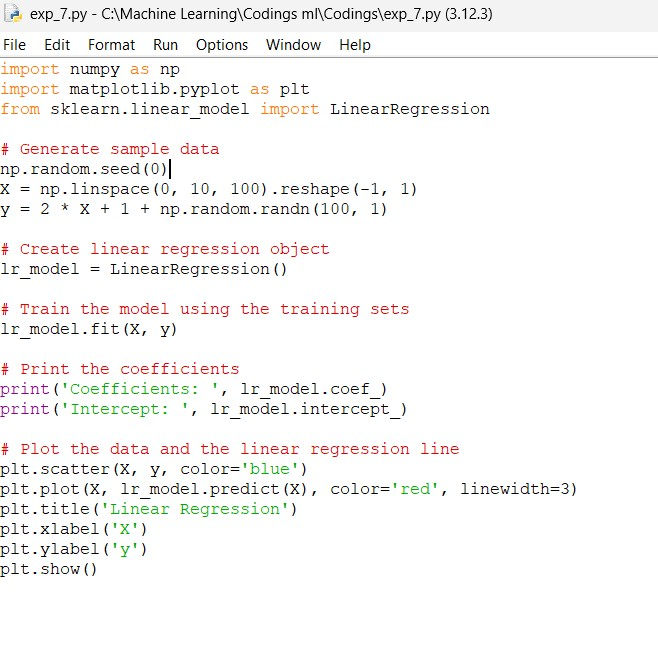 exp_7.py - C:\Machine Learning\Codings ml\Codings\exp_7.py (3.12.3)
File Edit Format Run Options Window Help
import numpy as np
import matplotlib.pyplot as plt
from sklearn.linear_model import LinearRegression

# Generate sample data
np.random.seed(0)
X = np.linspace(0, 10, 100).reshape(-1, 1)
y = 2 * X + 1 + np.random.randn(100, 1)

# Create linear regression object
lr_model = LinearRegression()

# Train the model using the training sets
lr_model.fit(X, y)

# Print the coefficients
print('Coefficients: ', lr_model.coef_)
print('Intercept: ', lr_model.intercept_)

# Plot the data and the linear regression line
plt.scatter(X, y, color='blue')
plt.plot(X, lr_model.predict(X), color='red', linewidth=3)
plt.title('Linear Regression')
plt.xlabel('X')
plt.ylabel('y')
plt.show()